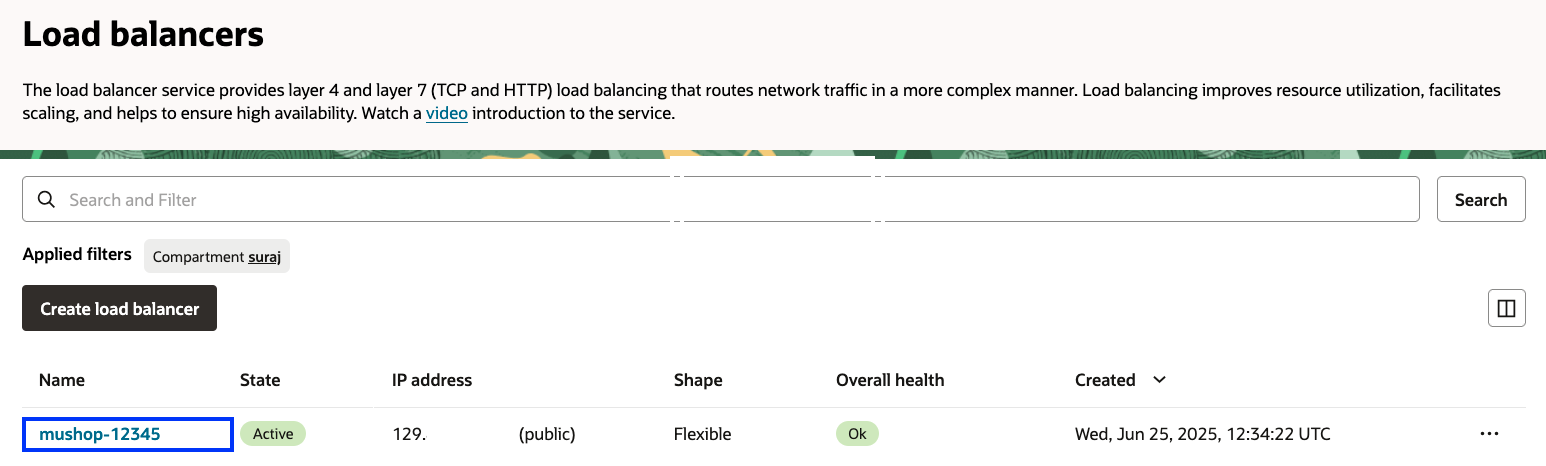 Load balancers
The load balancer service provides layer 4 and layer 7 (TCP and HTTP) load balancing that routes network traffic in a more complex manner. Load balancing improves resource utilization, facilitates
scaling, and helps to ensure high availability. Watch a video introduction to the service.
Search and Filter Search
Applied filters Compartment suraj
Create load balancer
Name State IP address Shape Overall health Created
mushop-12345 Active 129. (public) Flexible Ok Wed, Jun 25, 2025, 12:34:22 UTC